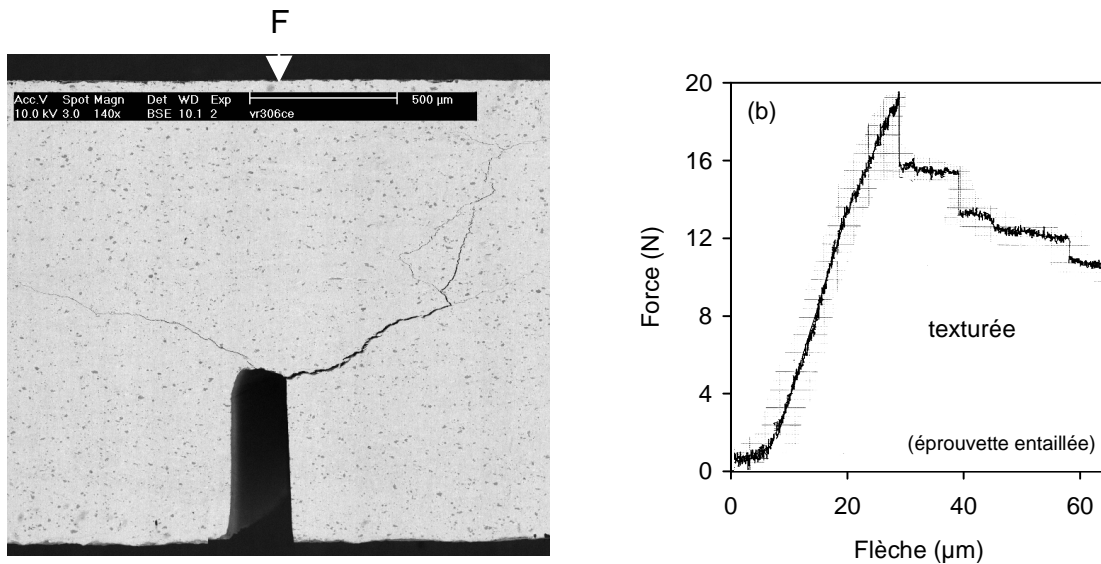 F
Acc.V Spot Magn Det WD Exp 500 µm
10.0 kV 3.0 140x BSE 10.1 2 vr306ce
(b)
20
16
12
8
4
0
Force (N)
texturée
(éprouvette entaillée)
0 20 40 60
Flèche (µm)